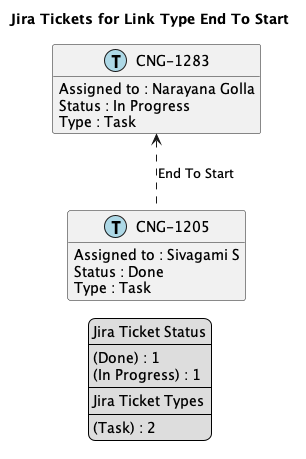 Jira Tickets for Link Type End To Start
T CNG-1283
Assigned to : Narayana Golla
Status : In Progress
Type : Task
End To Start
T CNG-1205
Assigned to : Sivagami S
Status : Done
Type : Task
Jira Ticket Status
(Done) : 1
(In Progress) : 1
Jira Ticket Types
(Task) : 2